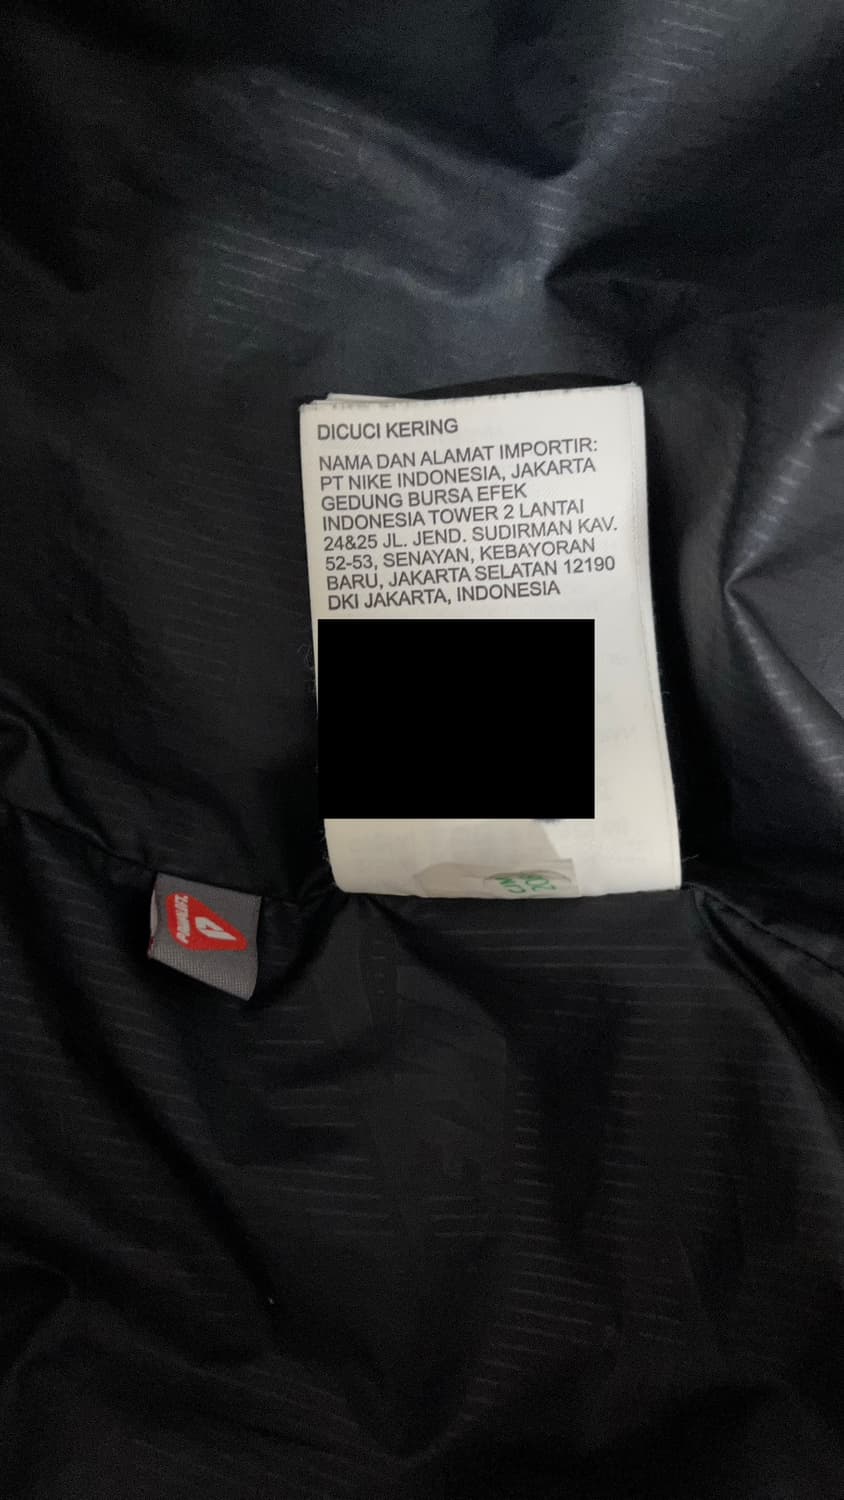 DICUCI KERING
NAMA DAN ALAMAT IMPORTIR:
PT NIKE INDONESIA, JAKARTA
GEDUNG BURSA EFEK
INDONESIA TOWER 2 LANTAI
24&25 JL. JEND. SUDIRMAN KAV.
52-53, SENAYAN, KEBAYORAN
BARU, JAKARTA SELATAN 12190
DKI JAKARTA, INDONESIA